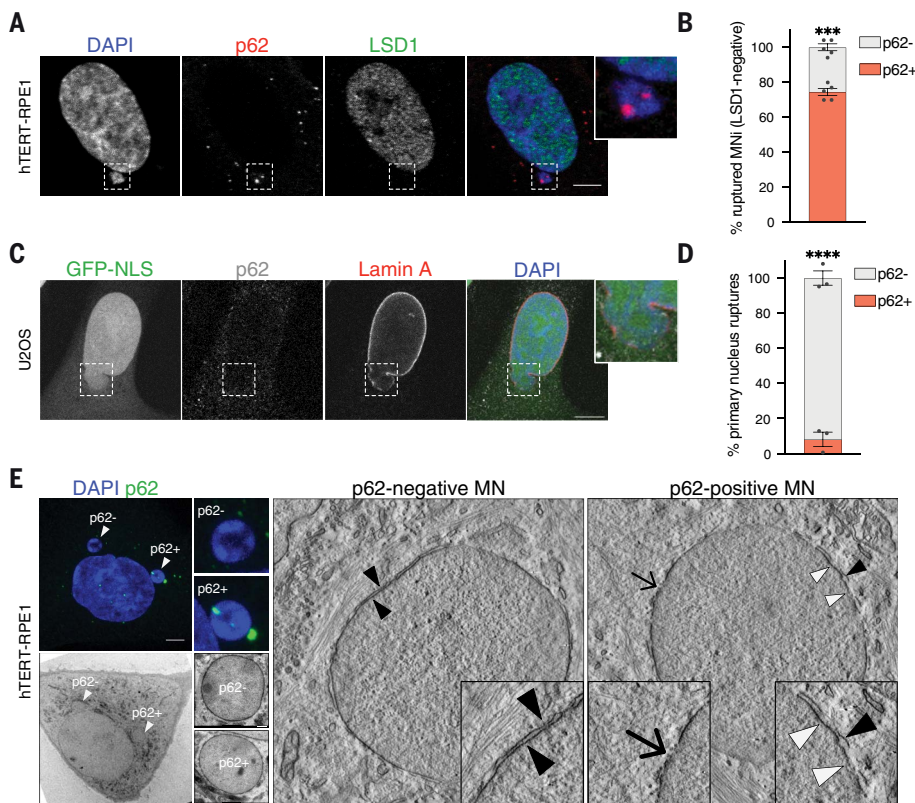 A
DAPI
p62
LSD1
hTERT-RPE1
B
***
p62-
p62+
% ruptured MNi (LSD1-negative)
100
80
60
40
20
0
C
GFP-NLS
p62
Lamin A
DAPI
U2OS
D
****
p62-
p62+
% primary nucleus ruptures
100
80
60
40
20
0
E
DAPI p62
hTERT-RPE1
p62-
p62+
p62-
p62+
p62-
p62+
p62-
p62+
p62-negative MN
p62-positive MN